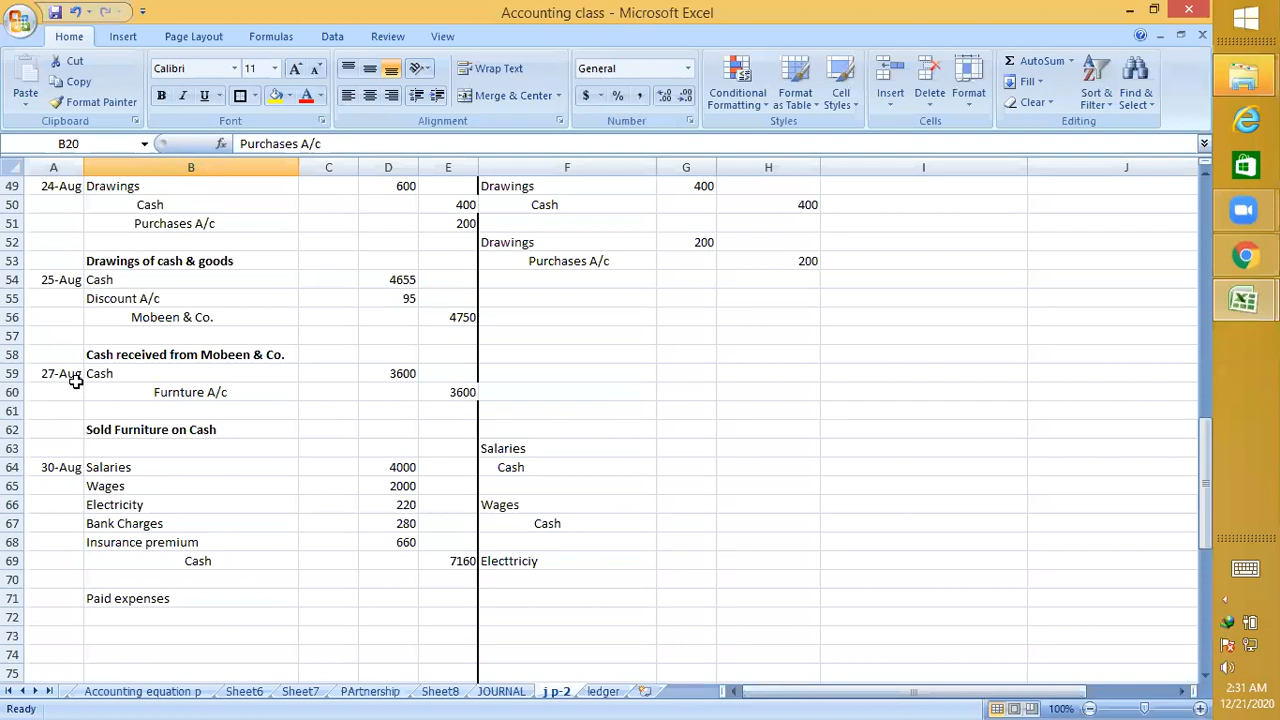 Accounting class - Microsoft Excel
Home Insert Page Layout Formulas Data Review View
Paste Cut Copy Format Painter Clipboard
Calibri 11 B I U A Font
Wrap Text Merge & Center Alignment
General $ % , Number
Conditional Formatting Format as Table Cell Styles Styles
Insert Delete Format Cells
Σ AutoSum Fill Clear Sort & Filter Find & Select Editing
B20 fx Purchases A/c
A B C D E F G H I J
49 24-Aug Drawings 600 Drawings 400
50 Cash 400 Cash 400
51 Purchases A/c 200
52 Drawings 200
53 Drawings of cash & goods Purchases A/c 200
54 25-Aug Cash 4655
55 Discount A/c 95
56 Mobeen & Co. 4750
57
58 Cash received from Mobeen & Co.
59 27-Aug Cash 3600
60 Furnture A/c 3600
61
62 Sold Furniture on Cash
63 Salaries
64 30-Aug Salaries 4000 Cash
65 Wages 2000
66 Electricity 220 Wages
67 Bank Charges 280 Cash
68 Insurance premium 660
69 Cash 7160 Electtriciy
70
71 Paid expenses
72
73
74
75
Accounting equation p Sheet6 Sheet7 PArtnership Sheet8 JOURNAL j p-2 ledger
Ready 100%
2:31 AM
12/21/2020